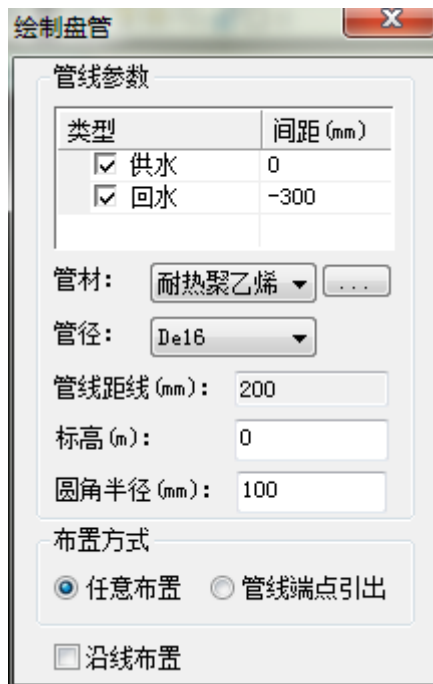 绘制盘管
管线参数
类型 间距(mm)
供水 0
回水 -300
管材: 耐热聚乙烯 ...
管径: De16
管线距线(mm): 200
标高(m): 0
圆角半径(mm): 100
布置方式
任意布置 管线端点引出
沿线布置